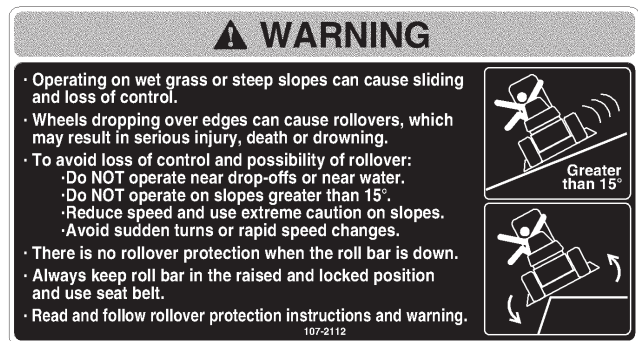 WARNING
· Operating on wet grass or steep slopes can cause sliding
and loss of control.
· Wheels dropping over edges can cause rollovers, which
may result in serious injury, death or drowning.
· To avoid loss of control and possibility of rollover:
·Do NOT operate near drop-offs or near water.
·Do NOT operate on slopes greater than 15°.
·Reduce speed and use extreme caution on slopes.
·Avoid sudden turns or rapid speed changes.
· There is no rollover protection when the roll bar is down.
· Always keep roll bar in the raised and locked position
and use seat belt.
· Read and follow rollover protection instructions and warning.
107-2112
Greater
than 15°